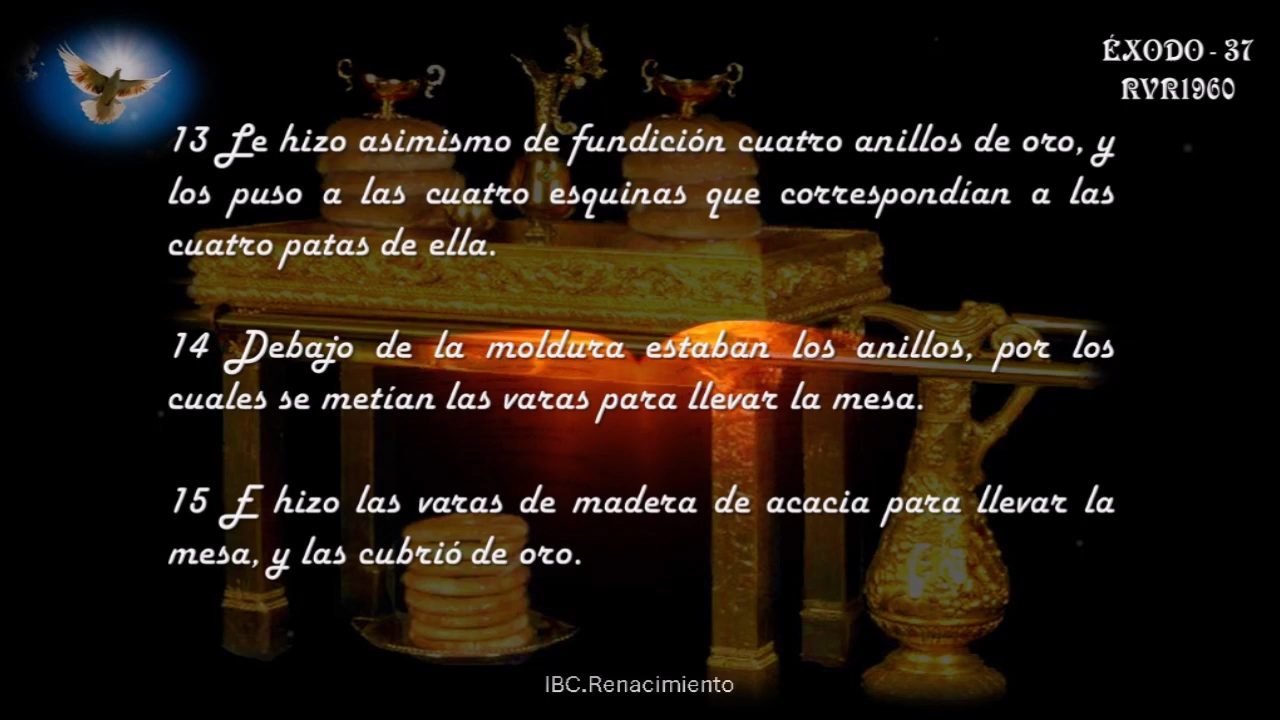 ÉXODO - 37
RVR1960
13 Le hizo asimismo de fundición cuatro anillos de oro, y
los puso a las cuatro esquinas que correspondían a las
cuatro patas de ella.
14 Debajo de la moldura estaban los anillos, por los
cuales se metían las varas para llevar la mesa.
15 E hizo las varas de madera de acacia para llevar la
mesa, y las cubrió de oro.
IBC.Renacimiento